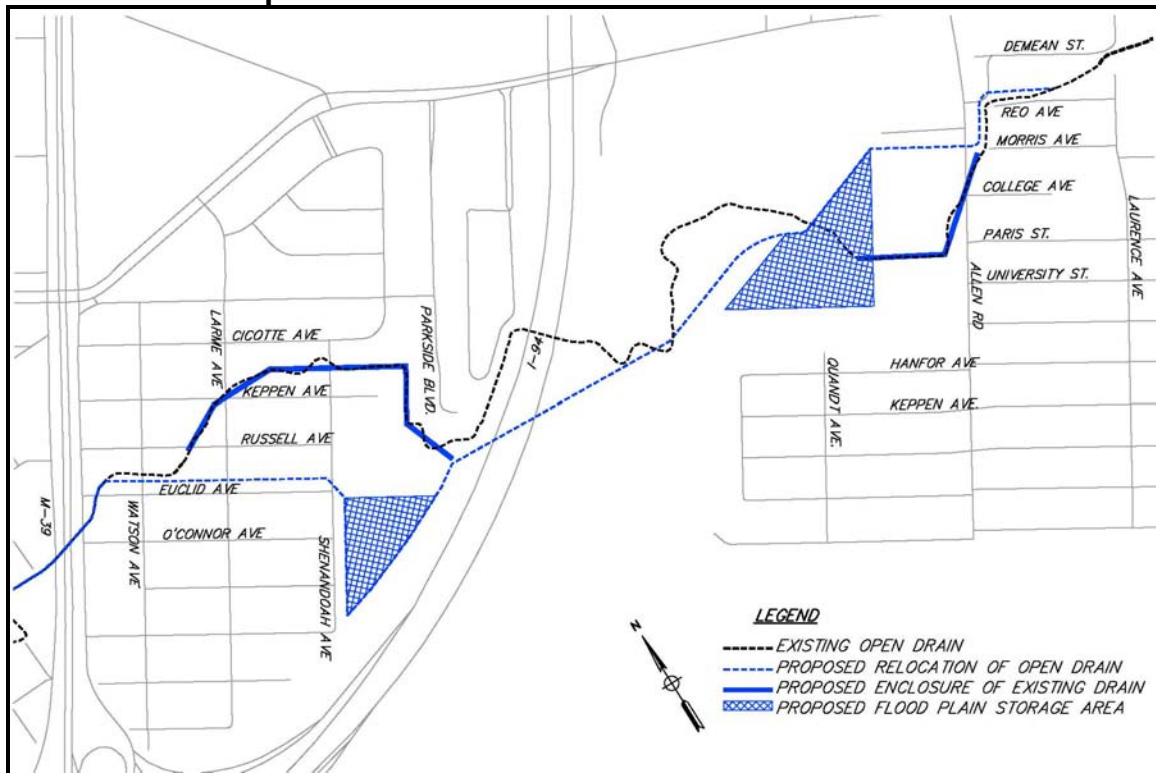 DEMEAN ST.
REO AVE
MORRIS AVE
COLLEGE AVE
LAURENCE AVE
PARIS ST.
UNIVERSITY ST.
ALLEN RD
LARME AVE
CICOTTE AVE
PARKSIDE BLVD.
I-94
HANFOR AVE
QUANDT AVE.
KEPPEN AVE
KEPPEN AVE.
RUSSELL AVE
EUCLID AVE
M-39
WATSON AVE
O'CONNOR AVE
SHENANDOAH AVE
LEGEND
EXISTING OPEN DRAIN
PROPOSED RELOCATION OF OPEN DRAIN
PROPOSED ENCLOSURE OF EXISTING DRAIN
PROPOSED FLOOD PLAIN STORAGE AREA